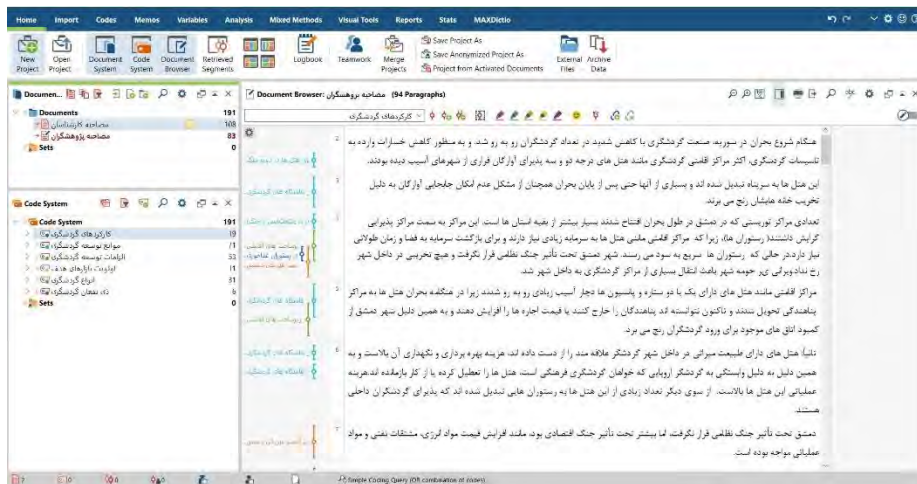 Home Import Codes Memos Variables Analysis Mixed Methods Visual Tools Reports Stats MAXDictio
New Project
Open Project
Document System
Code System
Document Browser
Retrieved Segments
Logbook
Teamwork
Merge Projects
Save Project As
Save Anonymized Project As
Project from Activated Documents
External Files
Archive Data
Documen...
Documents 191
مصاحبه کارشناسان 108
مصاحبه پژوهشگران 83
Sets 0
Code System
Code System 191
کارکردهای گردشگری 19
موانع توسعه گردشگری 71
الزامات توسعه گردشگری 53
اولویت بازارهای هدف 11
انواع گردشگری 31
ذی نفعان گردشگری 6
Sets 0
Document Browser: مصاحبه پژوهشگران (94 Paragraphs)
کارکردهای گردشگری
2
هنگام شروع بحران در سوریه، صنعت گردشگری با کاهش شدید در تعداد گردشگران رو به رو شد. و به منظور کاهش خسارات وارده به
تاسیسات گردشگری، اکثر مراکز اقامتی گردشگری مانند هتل های درجه دو و سه پذیرای آوارگان فراری از شهرهای آسیب دیده بودند.
3
این هتل ها به سرپناه تبدیل شده اند و بسیاری از آنها حتی پس از پایان بحران همچنان از مشکل عدم امکان جابجایی آوارگان به دلیل
تخریب خانه هایشان رنج می برند.
تعدادی مراکز توریستی که در دمشق در طول بحران افتتاح شدند بسیار بیشتر از بقیه استان ها است. این مراکز به سمت مراکز پذیرایی
گرایش داشتند( رستوران ها)، زیرا که مراکز اقامتی مانند هتل ها به سرمایه زیادی نیاز دارند و برای بازگشت سرمایه به فضا و زمان طولانی
نیاز دارد.در حالی که رستوران ها سریع به سود می رسند. شهر دمشق تحت تأثیر جنگ نظامی قرار نگرفت و هیچ تخریبی در داخل شهر
رخ نداد.ویرانی حومه شهر باعث انتقال بسیاری از مراکز گردشگری به داخل شهر شد.
5
مراکز اقامتی مانند هتل های دارای یک یا دو ستاره و پانسیون ها دچار آسیب زیادی رو به رو شدند زیرا در هنگامه بحران هتل ها به مراکز
پناهندگی تحویل شدند و تاکنون نتوانسته اند پناهندگان را خارج کنند یا قیمت اجاره ها را افزایش دهند و به همین دلیل شهر دمشق از
کمبود اتاق های موجود برای ورود گردشگران رنج می برد.
6
ثانیاً هتل های دارای طبیعت میراثی در داخل شهر گردشگر علاقه مند را از دست داده اند. هزینه بهره برداری و نگهداری آن بالاست و به
همین دلیل به دلیل وابستگی به گردشگر اروپایی که خواهان گردشگری فرهنگی است، هتل ها را تعطیل کرده یا از کار بازمانده اند.هزینه
عملیاتی این هتل ها بالاست. از سوی دیگر تعداد زیادی از این هتل ها به رستوران هایی تبدیل شده اند که پذیرای گردشگران داخلی
هستند.
7
دمشق تحت تأثیر جنگ نظامی قرار نگرفت، اما بیشتر تحت تأثیر جنگ اقتصادی بود، مانند افزایش قیمت مواد انرژی، مشتقات نفتی و مواد
عملیاتی مواجه بوده است.
Simple Coding Query (OR combination of codes)